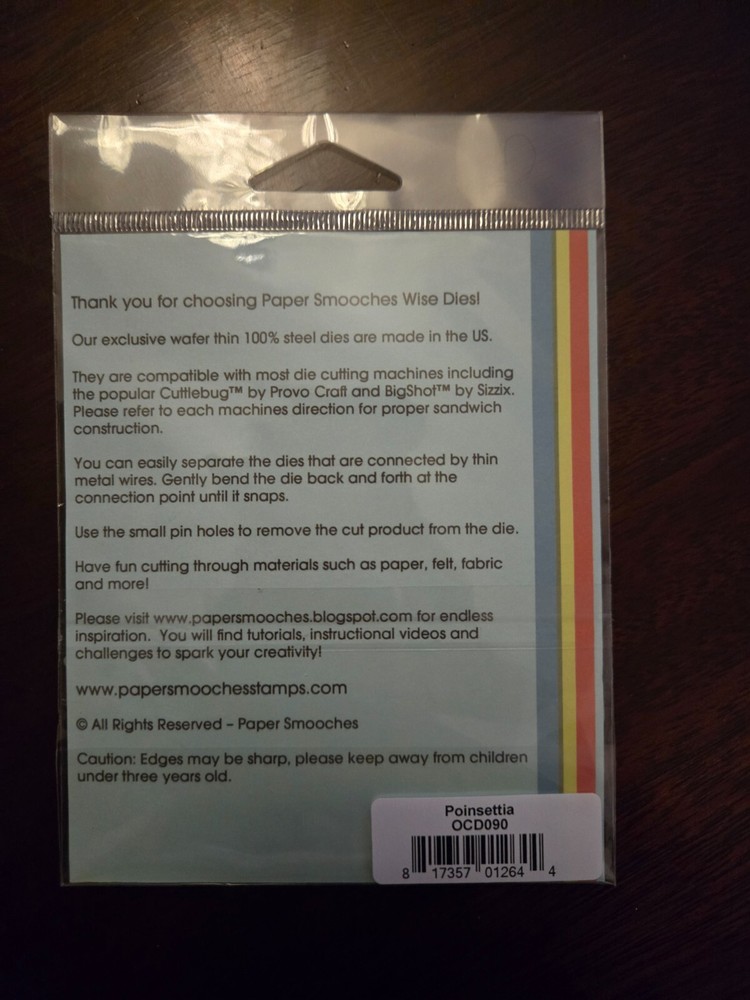 Thank you for choosing Paper Smooches Wise Dies!
Our exclusive wafer thin 100% steel dies are made in the US.
They are compatible with most die cutting machines including
the popular Cuttlebug™ by Provo Craft and BigShot™ by Sizzix.
Please refer to each machines direction for proper sandwich
construction.
You can easily separate the dies that are connected by thin
metal wires. Gently bend the die back and forth at the
connection point until it snaps.
Use the small pin holes to remove the cut product from the die.
Have fun cutting through materials such as paper, felt, fabric
and more!
Please visit www.papersmooches.blogspot.com for endless
inspiration. You will find tutorials, instructional videos and
challenges to spark your creativity!
www.papersmoochesstamps.com
© All Rights Reserved – Paper Smooches
Caution: Edges may be sharp, please keep away from children
under three years old.
Poinsettia
OCD090
8 17357 01264 4